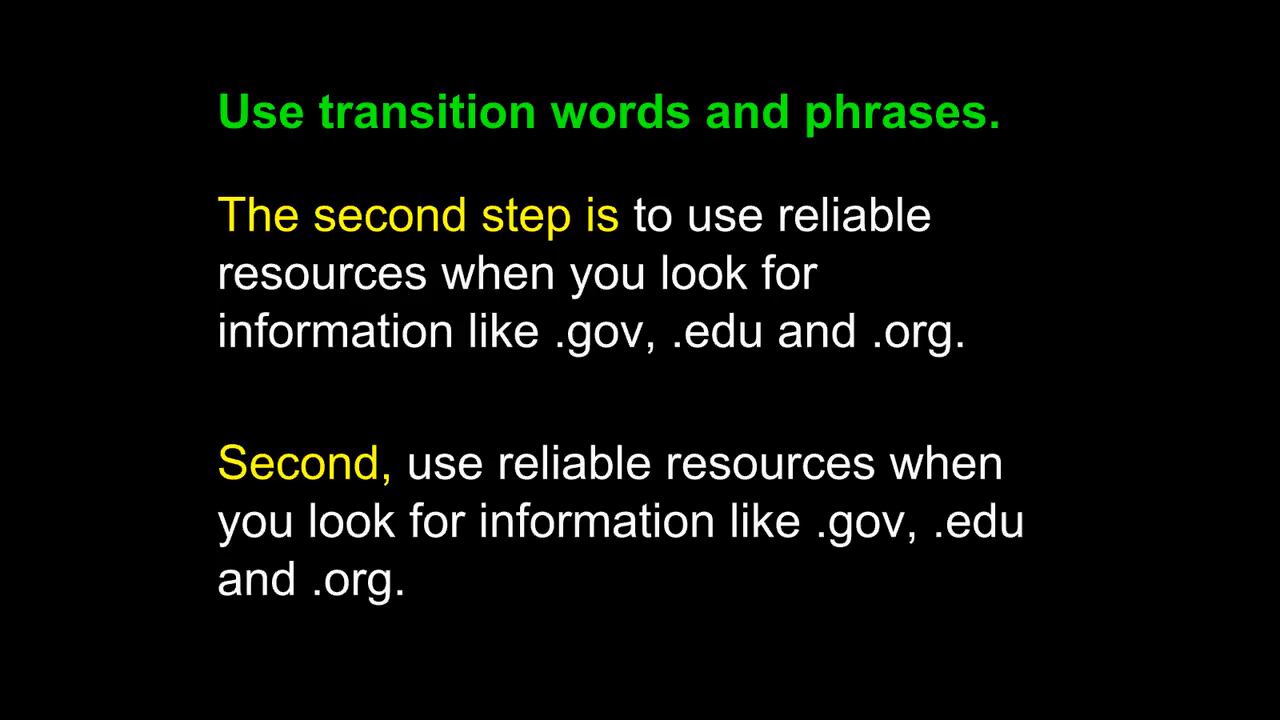 Use transition words and phrases.
The second step is to use reliable
resources when you look for
information like .gov, .edu and .org.
Second, use reliable resources when
you look for information like .gov, .edu
and .org.